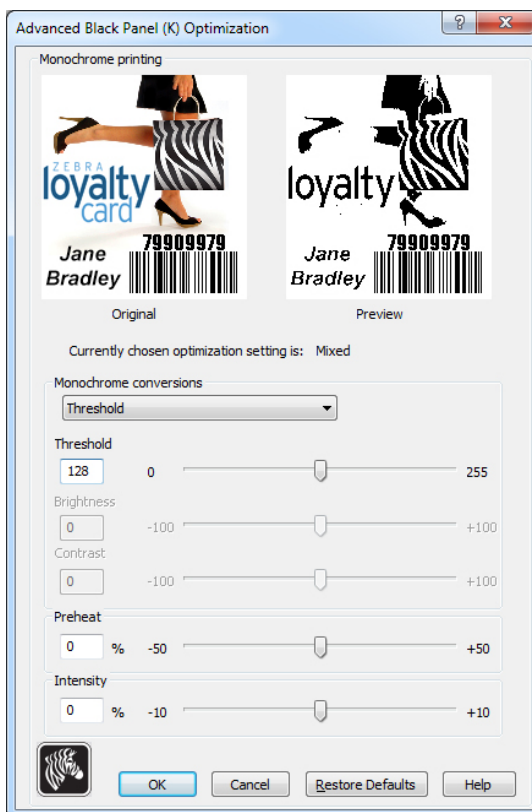 Advanced Black Panel (K) Optimization
Monochrome printing
ZEBRA
loyalty
card
79909979
Jane
Bradley
loyalty
79909979
Jane
Bradley
Original Preview
Currently chosen optimization setting is: Mixed
Monochrome conversions
Threshold
Threshold
128 0 255
Brightness
0 -100 +100
Contrast
0 -100 +100
Preheat
0 % -50 +50
Intensity
0 % -10 +10
OK Cancel Restore Defaults Help